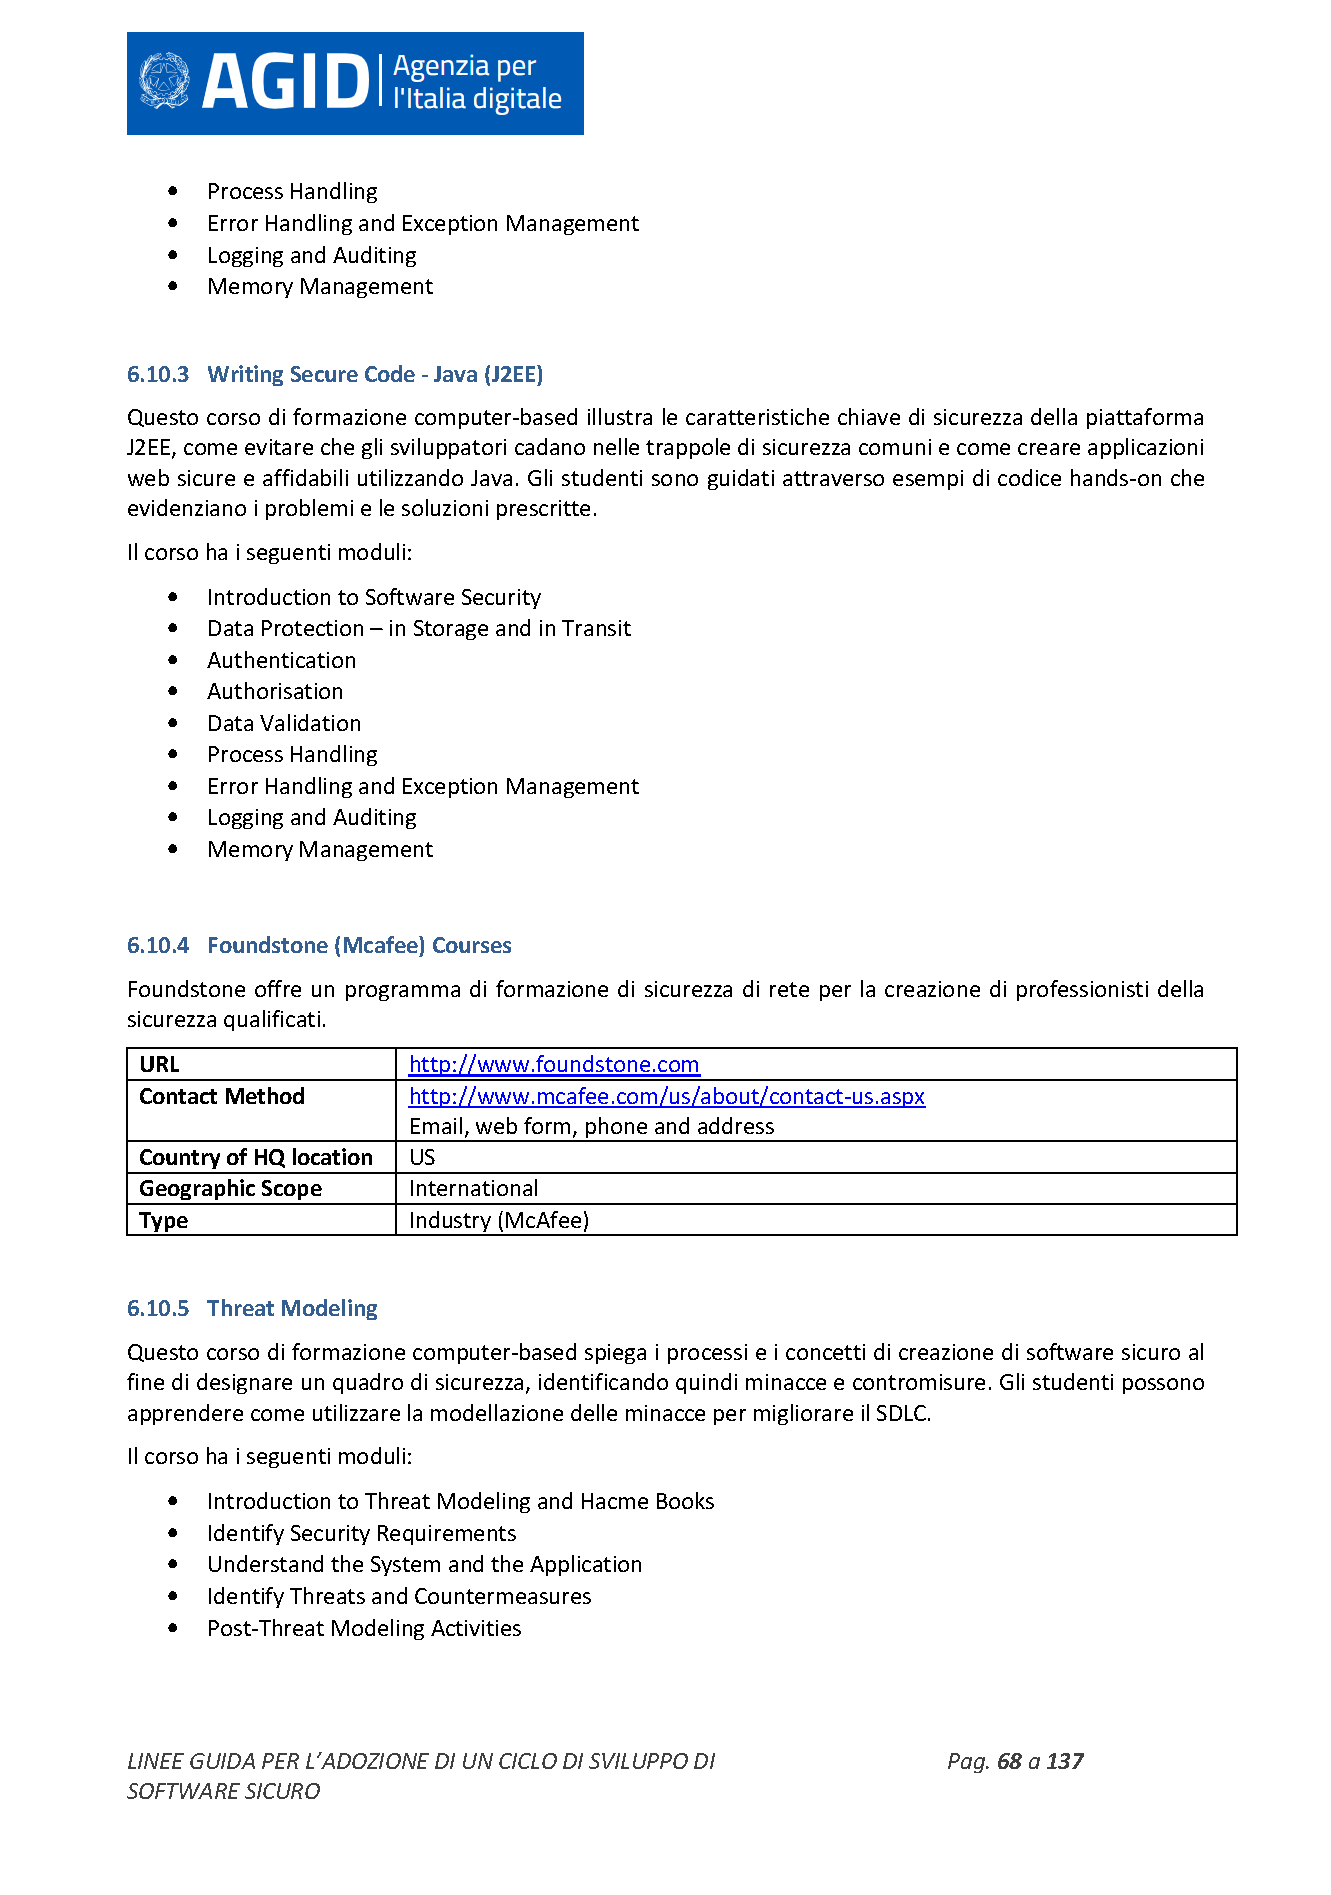 AGID Agenzia per
l'Italia digitale
• Process Handling
• Error Handling and Exception Management
• Logging and Auditing
• Memory Management
6.10.3 Writing Secure Code - Java (J2EE)
Questo corso di formazione computer-based illustra le caratteristiche chiave di sicurezza della piattaforma
J2EE, come evitare che gli sviluppatori cadano nelle trappole di sicurezza comuni e come creare applicazioni
web sicure e affidabili utilizzando Java. Gli studenti sono guidati attraverso esempi di codice hands-on che
evidenziano i problemi e le soluzioni prescritte.
Il corso ha i seguenti moduli:
• Introduction to Software Security
• Data Protection – in Storage and in Transit
• Authentication
• Authorisation
• Data Validation
• Process Handling
• Error Handling and Exception Management
• Logging and Auditing
• Memory Management
6.10.4 Foundstone (Mcafee) Courses
Foundstone offre un programma di formazione di sicurezza di rete per la creazione di professionisti della
sicurezza qualificati.
URL http://www.foundstone.com
Contact Method http://www.mcafee.com/us/about/contact-us.aspx
Email, web form, phone and address
Country of HQ location US
Geographic Scope International
Type Industry (McAfee)
6.10.5 Threat Modeling
Questo corso di formazione computer-based spiega i processi e i concetti di creazione di software sicuro al
fine di designare un quadro di sicurezza, identificando quindi minacce e contromisure. Gli studenti possono
apprendere come utilizzare la modellazione delle minacce per migliorare il SDLC.
Il corso ha i seguenti moduli:
• Introduction to Threat Modeling and Hacme Books
• Identify Security Requirements
• Understand the System and the Application
• Identify Threats and Countermeasures
• Post-Threat Modeling Activities
LINEE GUIDA PER L'ADOZIONE DI UN CICLO DI SVILUPPO DI Pag. 68 a 137
SOFTWARE SICURO